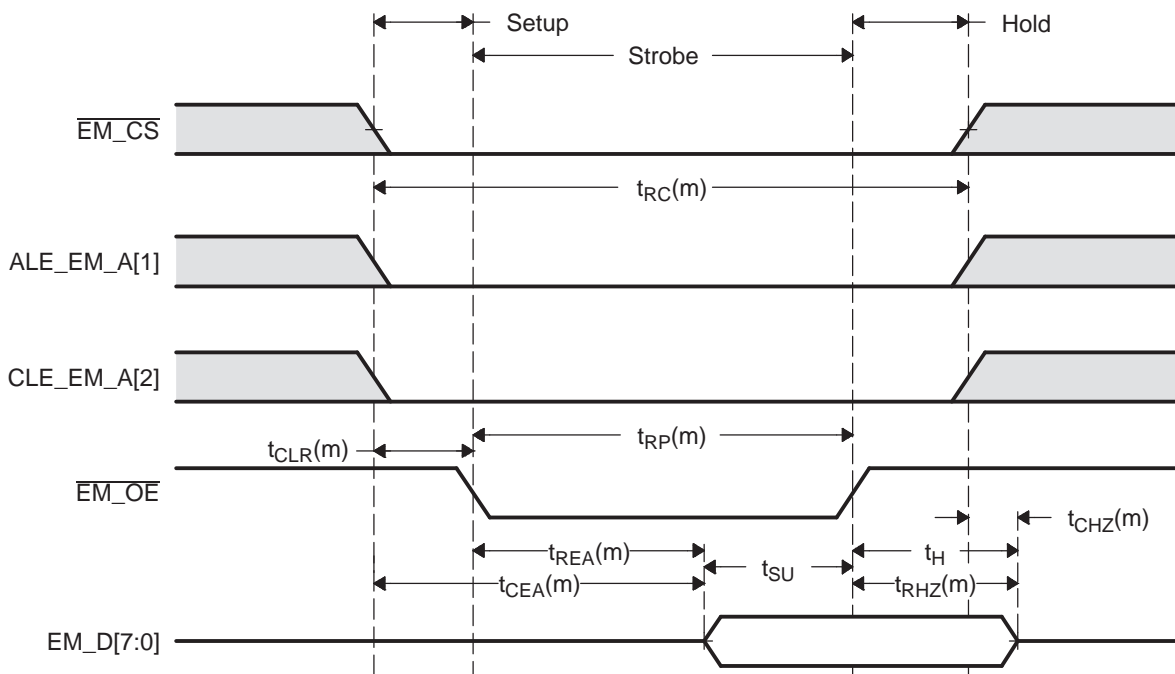 Setup
Hold
Strobe
EM_CS
tRC(m)
ALE_EM_A[1]
CLE_EM_A[2]
tRP(m)
tCLR(m)
EM_OE
tCHZ(m)
tREA(m)
tH
tSU
tCEA(m)
tRHZ(m)
EM_D[7:0]